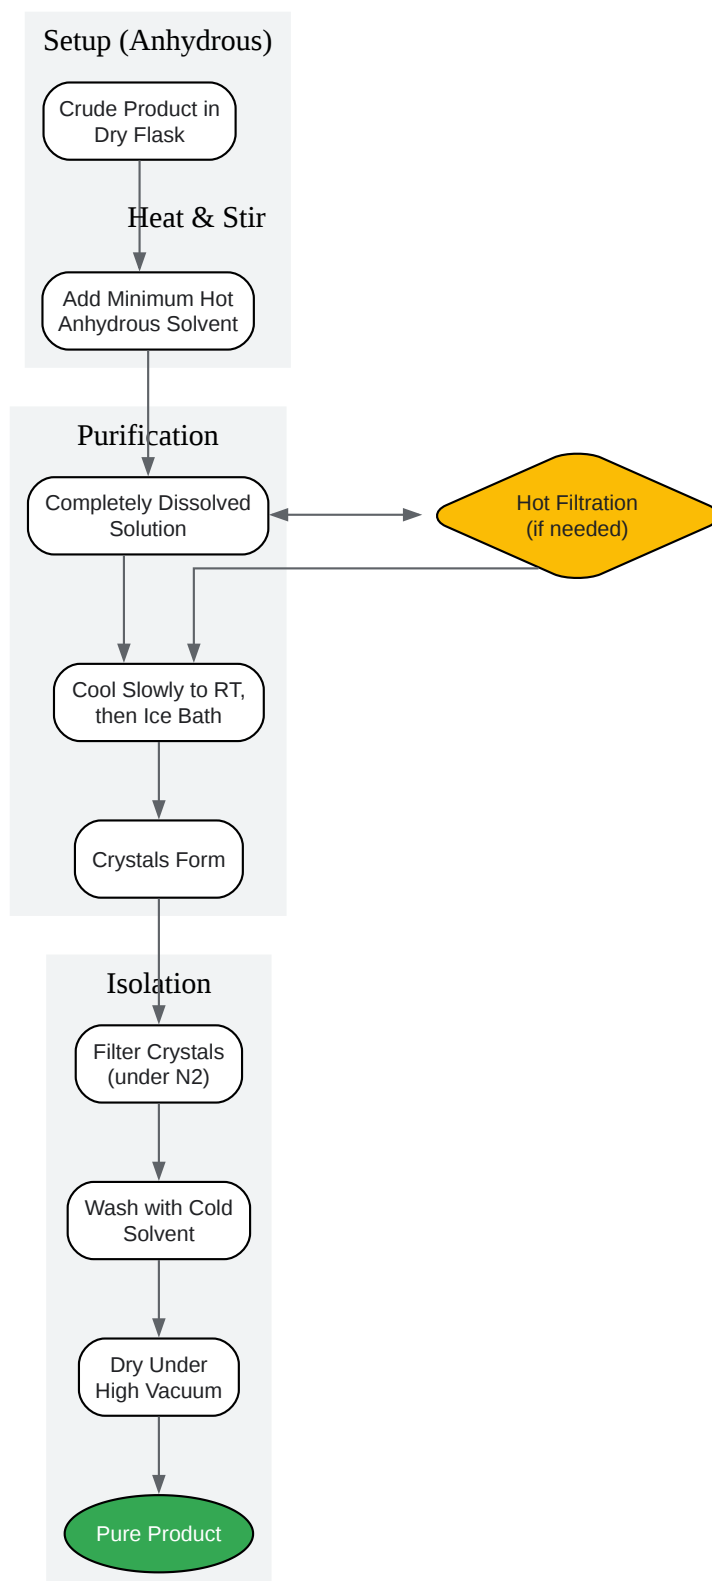 Setup (Anhydrous)
Crude Product in
Dry Flask
Heat & Stir
Add Minimum Hot
Anhydrous Solvent
Purification
Completely Dissolved
Solution
Hot Filtration
(if needed)
Cool Slowly to RT,
then Ice Bath
Crystals Form
Isolation
Filter Crystals
(under N2)
Wash with Cold
Solvent
Dry Under
High Vacuum
Pure Product